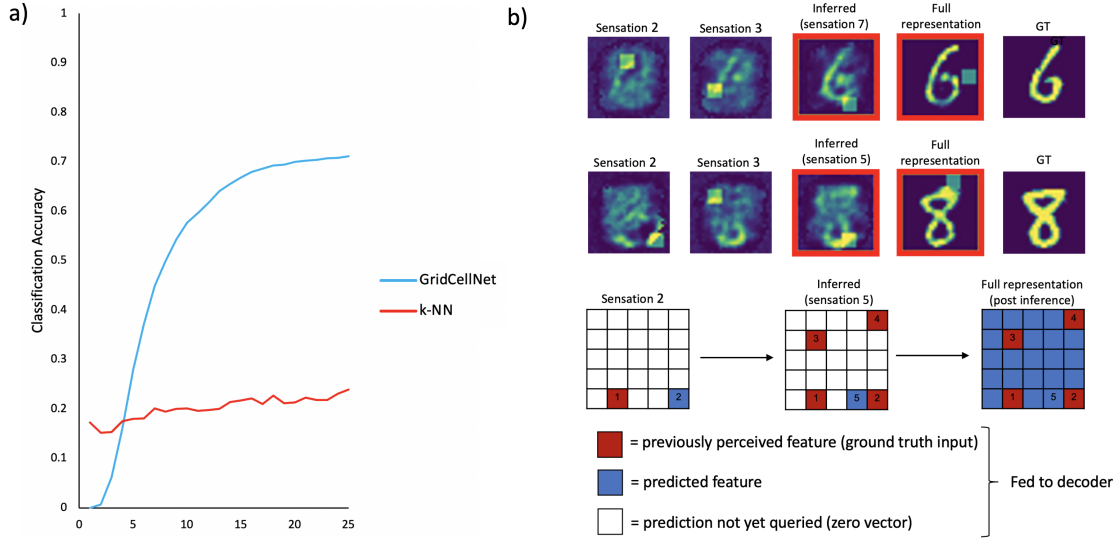 a)
Classification Accuracy
1
0.9
0.8
0.7
0.6
0.5
0.4
0.3
0.2
0.1
0
0 5 10 15 20 25
GridCellNet
k-NN
b)
Sensation 2
Sensation 3
Inferred
(sensation 7)
Full
representation
GT
GT
Sensation 2
Sensation 3
Inferred
(sensation 5)
Full
representation
GT
Sensation 2
1 2
Inferred
(sensation 5)
4
3
1 5 2
Full representation
(post inference)
4
3
1 5 2
= previously perceived feature (ground truth input)
= predicted feature
= prediction not yet queried (zero vector)
Fed to decoder